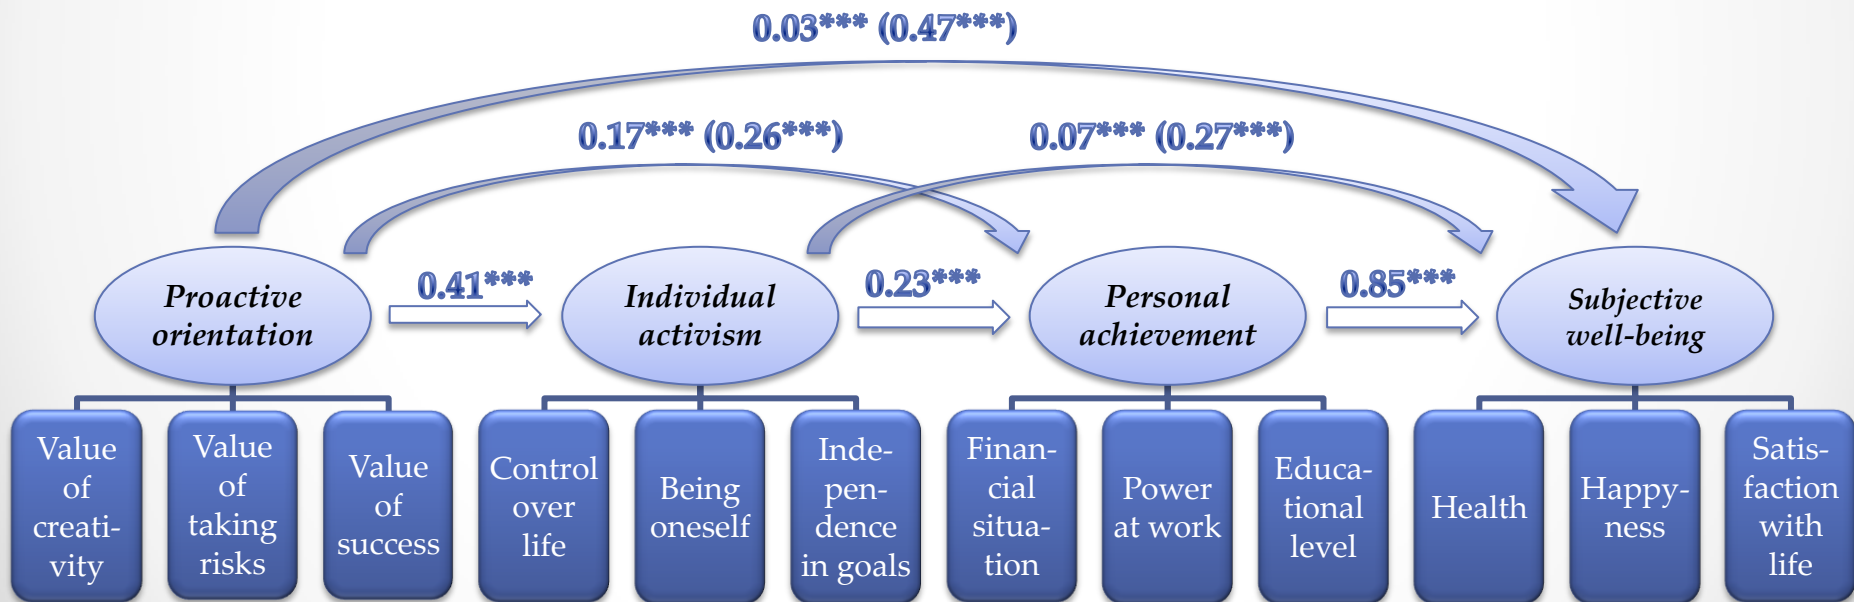 0.03*** (0.47***)
0.17*** (0.26***)
0.07*** (0.27***)
0.41***
0.23***
0.85***
Proactive
orientation
Individual
activism
Personal
achievement
Subjective
well-being
Value
of
creati-
vity
Value
of
taking
risks
Value
of
success
Control
over
life
Being
oneself
Inde-
pen-
dence
in goals
Finan-
cial
situa-
tion
Power
at work
Educa-
tional
level
Health
Happy-
ness
Satis-
faction
with
life